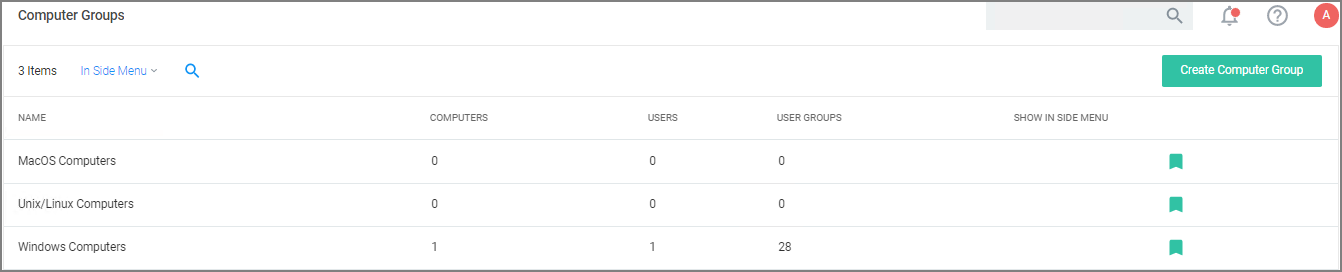 Computer Groups
A
3 Items In Side Menu
Create Computer Group
NAME COMPUTERS USERS USER GROUPS SHOW IN SIDE MENU
MacOS Computers 0 0 0
Unix/Linux Computers 0 0 0
Windows Computers 1 1 28